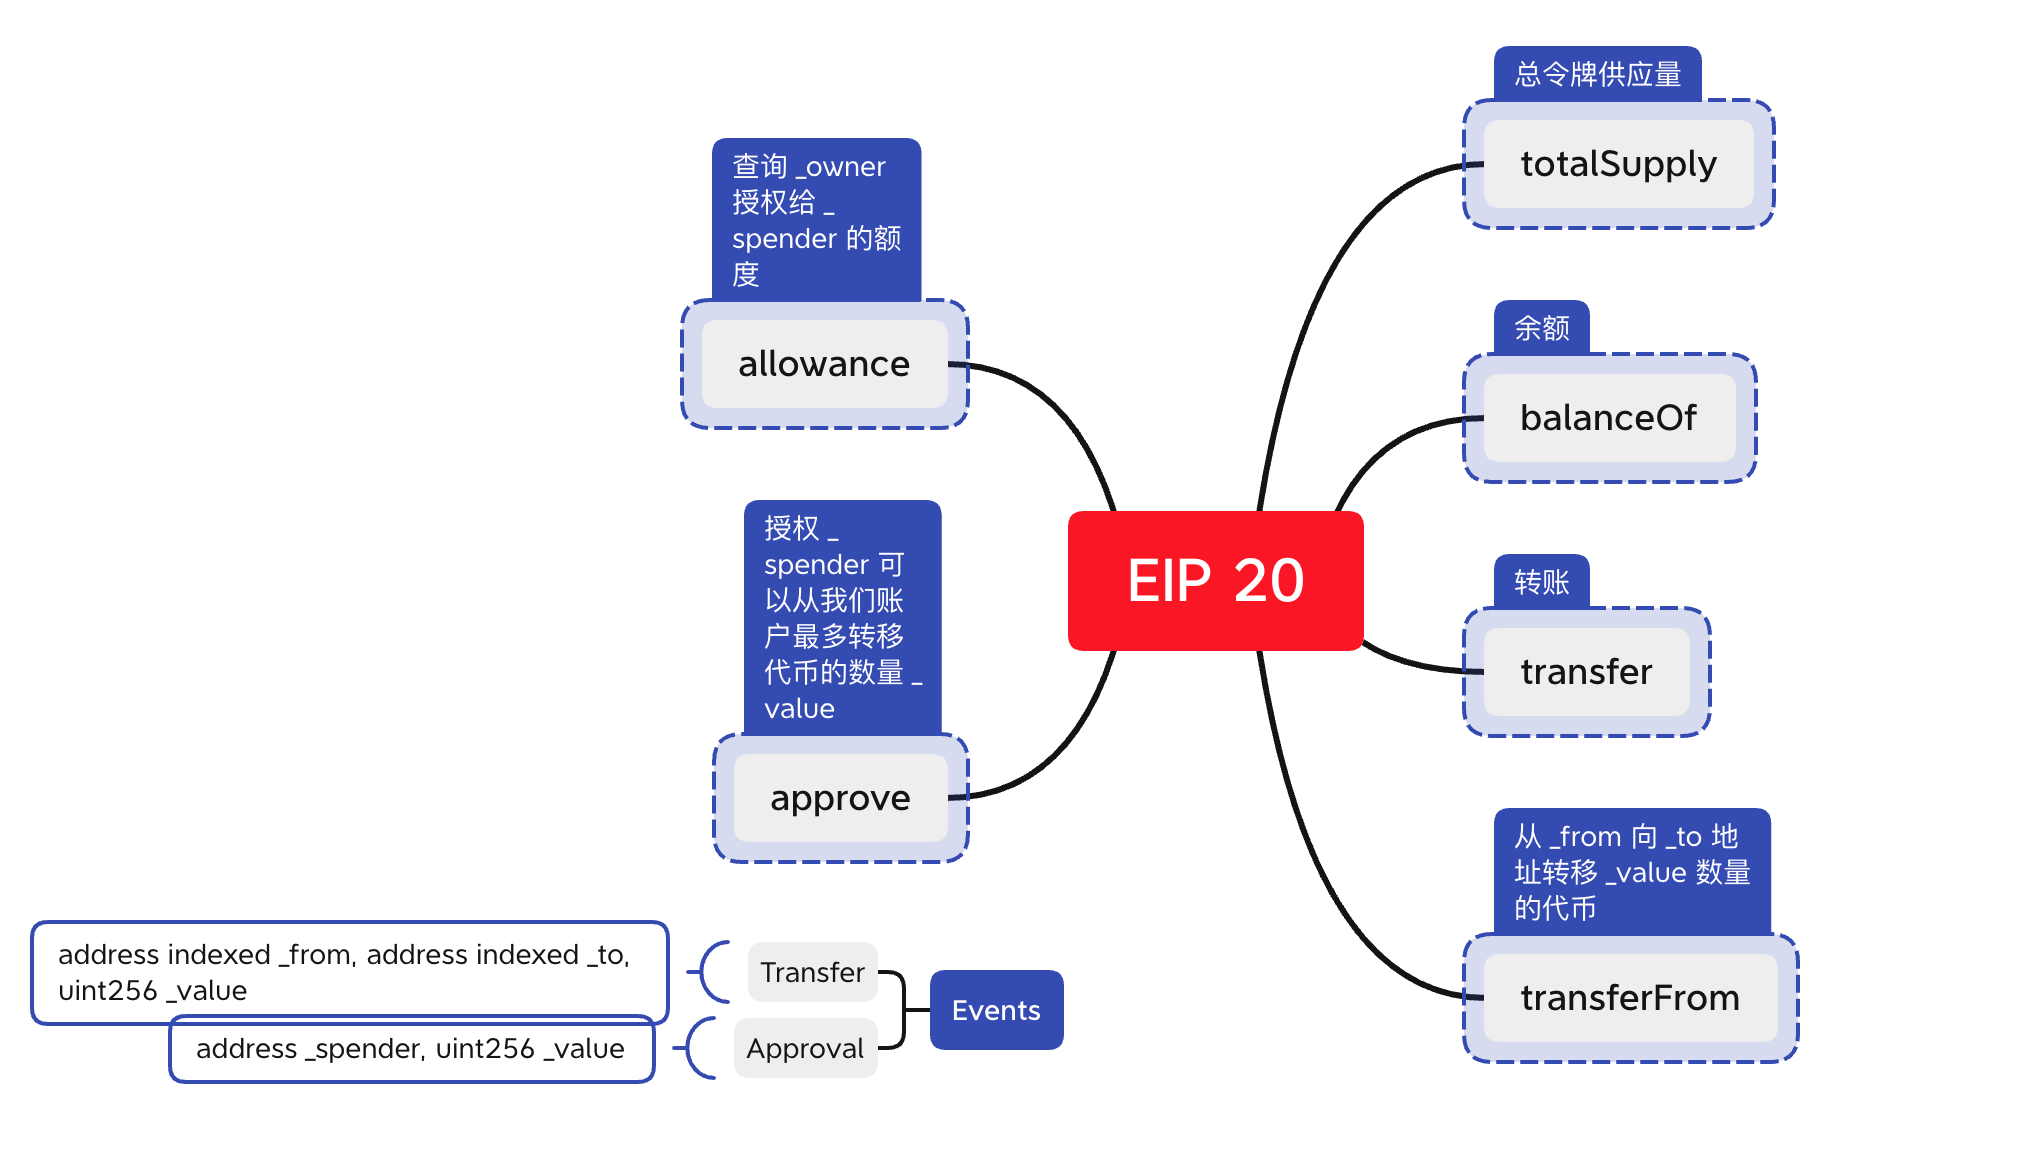 EIP 20
总令牌供应量
totalSupply
余额
balanceOf
转账
transfer
从 _from 向 _to 地
址转移 _value 数量
的代币
transferFrom
查询 _owner
授权给 _
spender 的额
度
allowance
授权 _
spender 可
以从我们账
户最多转移
代币的数量 _
value
approve
Events
Transfer
address indexed _from, address indexed _to,
uint256 _value
Approval
address _spender, uint256 _value